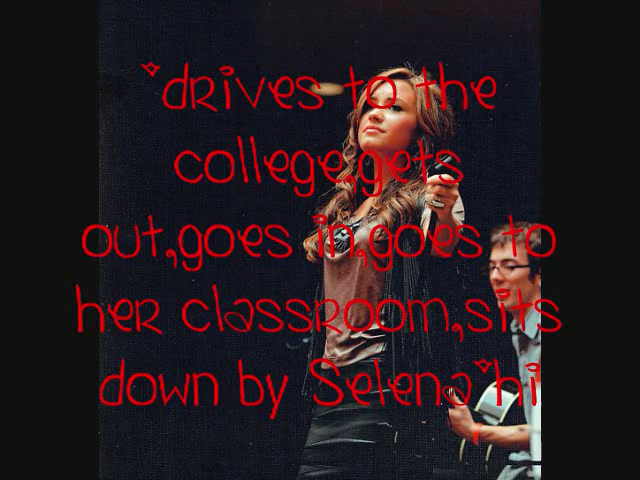 *drives to the
college,gets
out,goes in,goes to
her classroom,sits
down by Selena*hi